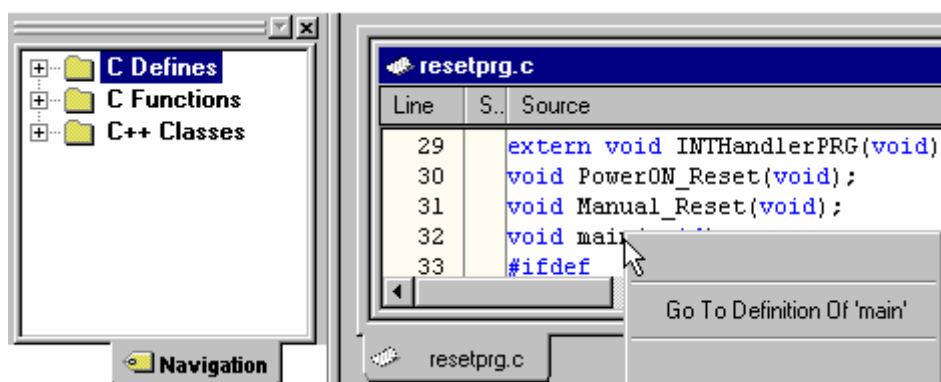 C Defines
C Functions
C++ Classes
Navigation
resetprg.c
Line S.. Source
29 extern void INTHandlerPRG(void)
30 void PowerON_Reset(void);
31 void Manual_Reset(void);
32 void main
33 #ifdef
Go To Definition Of 'main'
resetprg.c